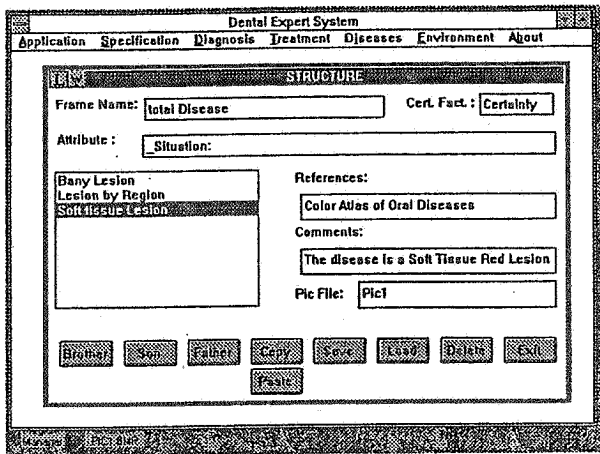 Dental Expert System
Application Specification Diagnosis Treatment Diseases Environment About
STRUCTURE
Frame Name: total Disease Cert. Fact. : Certainty
Attribute : _Situation:
Bany Lesion
Lesion by Region
Soft tissue Lesion
References:
Color Atlas of Oral Diseases
Comments:
The disease is a Soft Tissue Red Lesion
Pic File: Pic1
Brother Son Father Copy Save Load Delete Exit
Paste